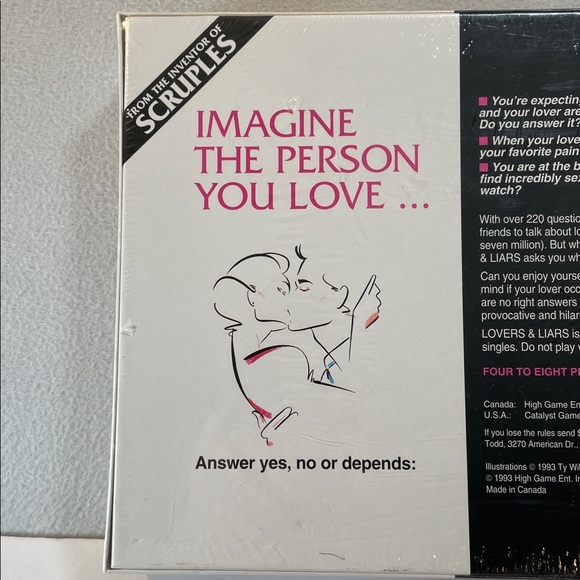 FROM THE INVENTOR OF
SCRUPLES
IMAGINE
THE PERSON
YOU LOVE ...
Answer yes, no or depends:
You're expecting
and your lover are
Do you answer it?
When your love
your favorite pain
You are at the b
find incredibly se
watch?
With over 220 questio
friends to talk about lo
seven million). But wh
& LIARS asks you wh
Can you enjoy yourse
mind if your lover occ
are no right answers
provocative and hilar
LOVERS & LIARS is
singles. Do not play v
FOUR TO EIGHT P
Canada: High Game En
U.S.A.: Catalyst Game
If you lose the rules send $
Todd, 3270 American Dr.,
Illustrations © 1993 Ty Wil
© 1993 High Game Ent. In
Made in Canada